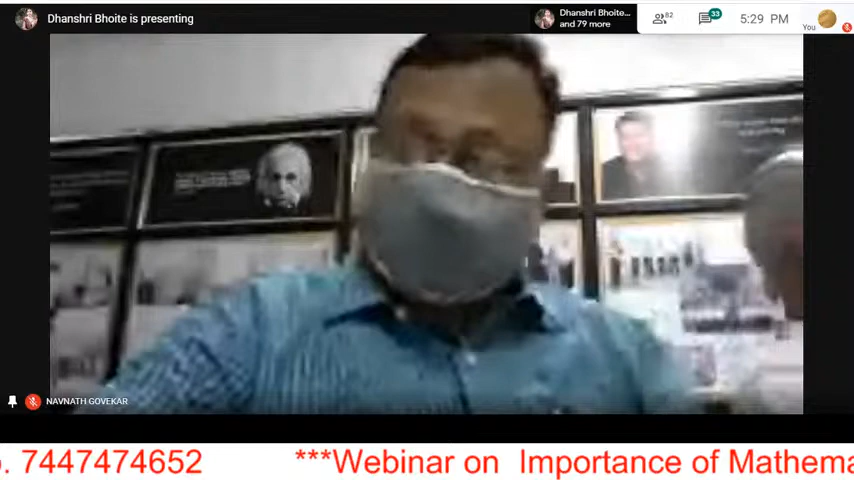 Dhanshri Bhoite is presenting
Dhanshri Bhoite...
and 79 more
82
33
5:29 PM
You
NAVNATH GOVEKAR
o. 7447474652 ***Webinar on Importance of Mathema